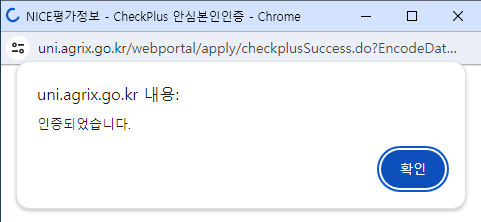 NICE평가정보 - CheckPlus 안심본인인증 - Chrome
uni.agrix.go.kr/webportal/apply/checkplusSuccess.do?EncodeDat...
uni.agrix.go.kr 내용:
인증되었습니다.
확인